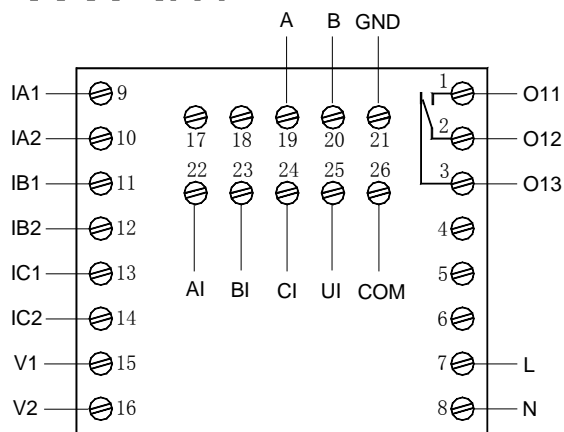 A B GND
IA1 9 1 O11
17 18 19 20 21
IA2 10 2 O12
22 23 24 25 26
IB1 11 3 O13
IB2 12 4
IC1 13 5
AI BI CI UI COM
IC2 14 6
V1 15 7 L
V2 16 8 N